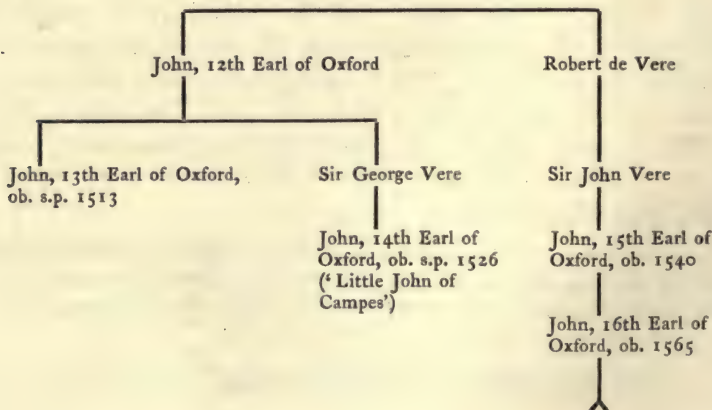 John, 12th Earl of Oxford
Robert de Vere
John, 13th Earl of Oxford,
ob. s.p. 1513
Sir George Vere
Sir John Vere
John, 14th Earl of
Oxford, ob. s.p. 1526
(‘Little John of
Campes’)
John, 15th Earl of
Oxford, ob. 1540
John, 16th Earl of
Oxford, ob. 1565